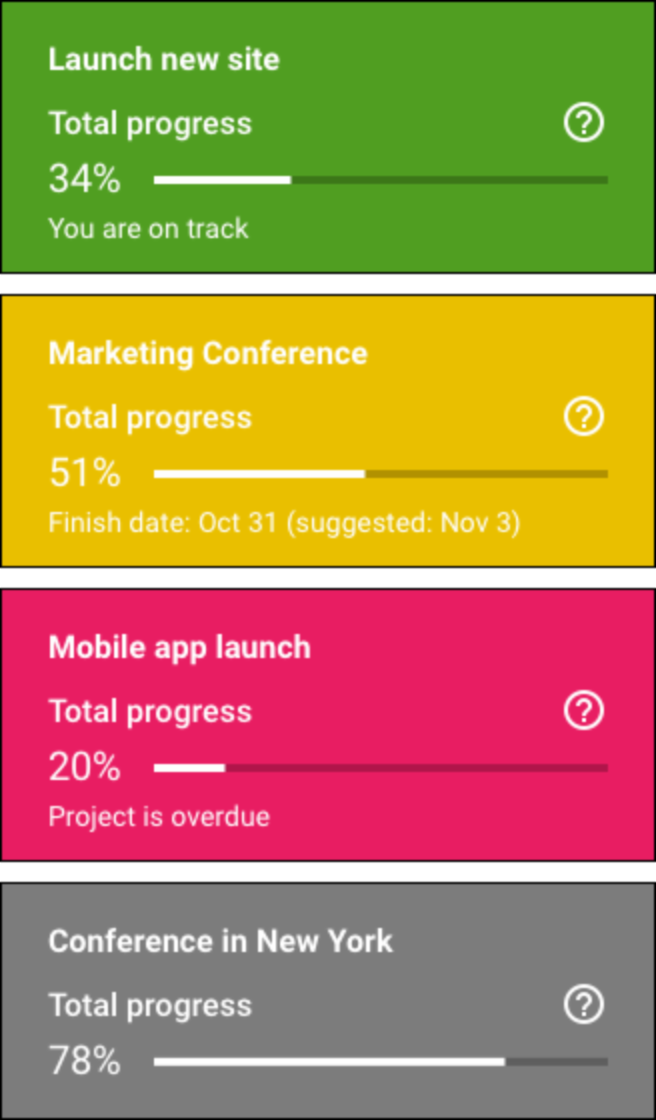 Launch new site
Total progress
34%
You are on track
Marketing Conference
Total progress
51%
Finish date: Oct 31 (suggested: Nov 3)
Mobile app launch
Total progress
20%
Project is overdue
Conference in New York
Total progress
78%